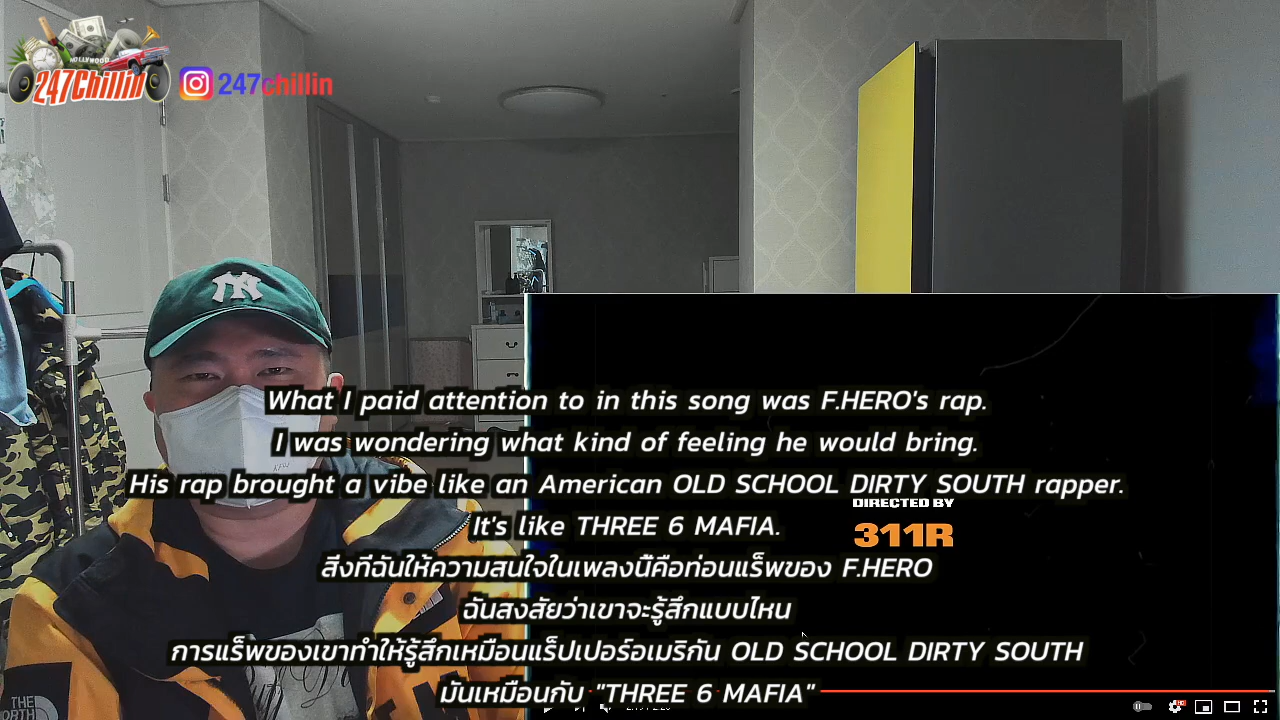 HOLLYWOOD
247Chillin
247chillin
What I paid attention to in this song was F.HERO's rap.
I was wondering what kind of feeling he would bring.
His rap brought a vibe like an American OLD SCHOOL DIRTY SOUTH rapper.
DIRECTED BY
It's like THREE 6 MAFIA.
311R
สิ่งที่ฉันให้ความสนใจในเพลงนี้คือท่อนแร็พของ F.HERO
ฉันสงสัยว่าเขาจะรู้สึกแบบไหน
การแร็พของเขาทำให้รู้สึกเหมือนแร็ปเปอร์อเมริกัน OLD SCHOOL DIRTY SOUTH
มันเหมือนกับ "THREE 6 MAFIA"
THE
NORTH
HD